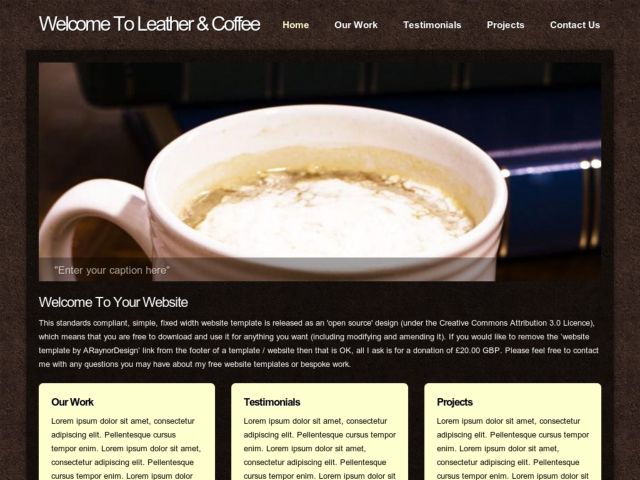 Welcome To Leather & Coffee
Home Our Work Testimonials Projects Contact Us
"Enter your caption here"
Welcome To Your Website
This standards compliant, simple, fixed width website template is released as an 'open source' design (under the Creative Commons Attribution 3.0 Licence),
which means that you are free to download and use it for anything you want (including modifying and amending it). If you would like to remove the 'website
template by ARaynorDesign' link from the footer of a template / website then that is OK, all I ask is for a donation of £20.00 GBP. Please feel free to contact
me with any questions you may have about my free website templates or bespoke work.
Our Work
Lorem ipsum dolor sit amet, consectetur
adipiscing elit. Pellentesque cursus
tempor enim. Lorem ipsum dolor sit amet,
consectetur adipiscing elit. Pellentesque
cursus tempor enim. Lorem ipsum dolor
Testimonials
Lorem ipsum dolor sit amet, consectetur
adipiscing elit. Pellentesque cursus tempor
enim. Lorem ipsum dolor sit amet,
consectetur adipiscing elit. Pellentesque
cursus tempor enim. Lorem ipsum dolor sit
Projects
Lorem ipsum dolor sit amet, consectetur
adipiscing elit. Pellentesque cursus tempor
enim. Lorem ipsum dolor sit amet,
consectetur adipiscing elit. Pellentesque
cursus tempor enim. Lorem ipsum dolor sit